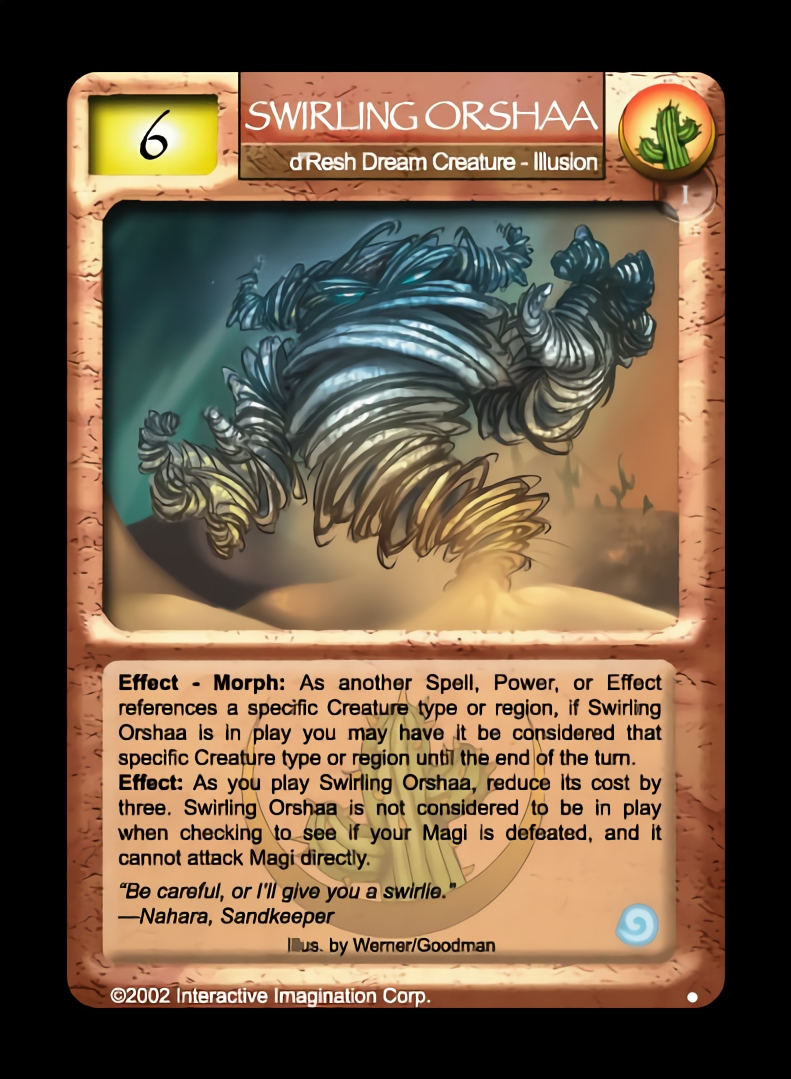 6
SWIRLING ORSHAA
d'Resh Dream Creature - Illusion
I
Effect - Morph: As another Spell, Power, or Effect
references a specific Creature type or region, if Swirling
Orshaa is in play you may have it be considered that
specific Creature type or region until the end of the turn.
Effect: As you play Swirling Orshaa, reduce its cost by
three. Swirling Orshaa is not considered to be in play
when checking to see if your Magi is defeated, and it
cannot attack Magi directly.
“Be careful, or I’ll give you a swirlie.”
—Nahara, Sandkeeper
Illus. by Werner/Goodman
©2002 Interactive Imagination Corp.